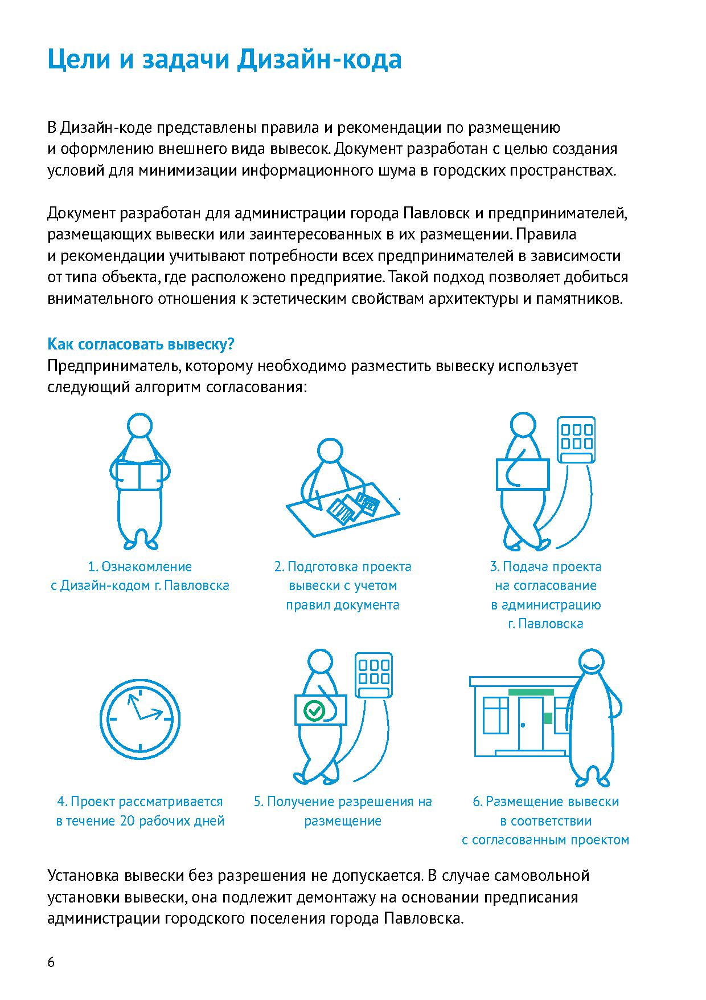 Цели и задачи Дизайн-кода
В Дизайн-коде представлены правила и рекомендации по размещению
и оформлению внешнего вида вывесок. Документ разработан с целью создания
условий для минимизации информационного шума в городских пространствах.
Документ разработан для администрации города Павловск и предпринимателей,
размещающих вывески или заинтересованных в их размещении. Правила
и рекомендации учитывают потребности всех предпринимателей в зависимости
от типа объекта, где расположено предприятие. Такой подход позволяет добиться
внимательного отношения к эстетическим свойствам архитектуры и памятников.
Как согласовать вывеску?
Предприниматель, которому необходимо разместить вывеску использует
следующий алгоритм согласования:
1. Ознакомление
с Дизайн-кодом г. Павловска
2. Подготовка проекта
вывески с учетом
правил документа
3. Подача проекта
на согласование
в администрацию
г. Павловска
4. Проект рассматривается
в течение 20 рабочих дней
5. Получение разрешения на
размещение
6. Размещение вывески
в соответствии
с согласованным проектом
Установка вывески без разрешения не допускается. В случае самовольной
установки вывески, она подлежит демонтажу на основании предписания
администрации городского поселения города Павловска.
6